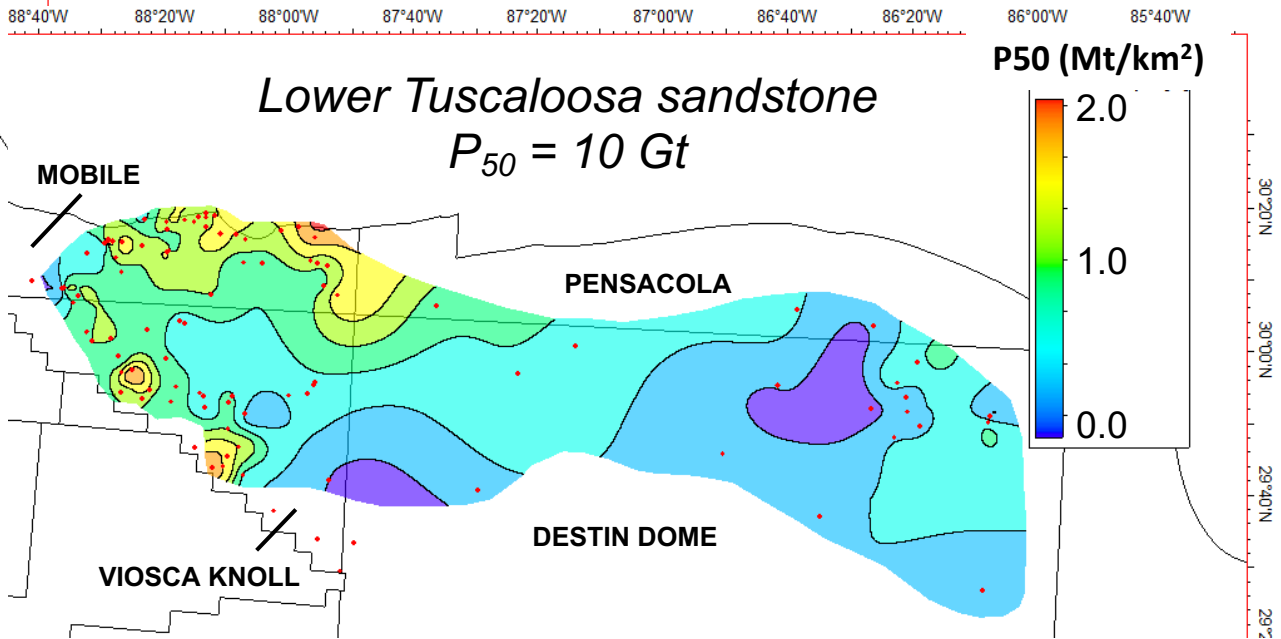 88°40'W 88°20'W 88°00'W 87°40'W 87°20'W 87°00'W 86°40'W 86°20'W 86°00'W 85°40'W
P50 (Mt/km²)
Lower Tuscaloosa sandstone
P₅₀ = 10 Gt
2.0
1.0
0.0
MOBILE
PENSACOLA
DESTIN DOME
VIOSCA KNOLL
30°20'N
30°00'N
29°40'N